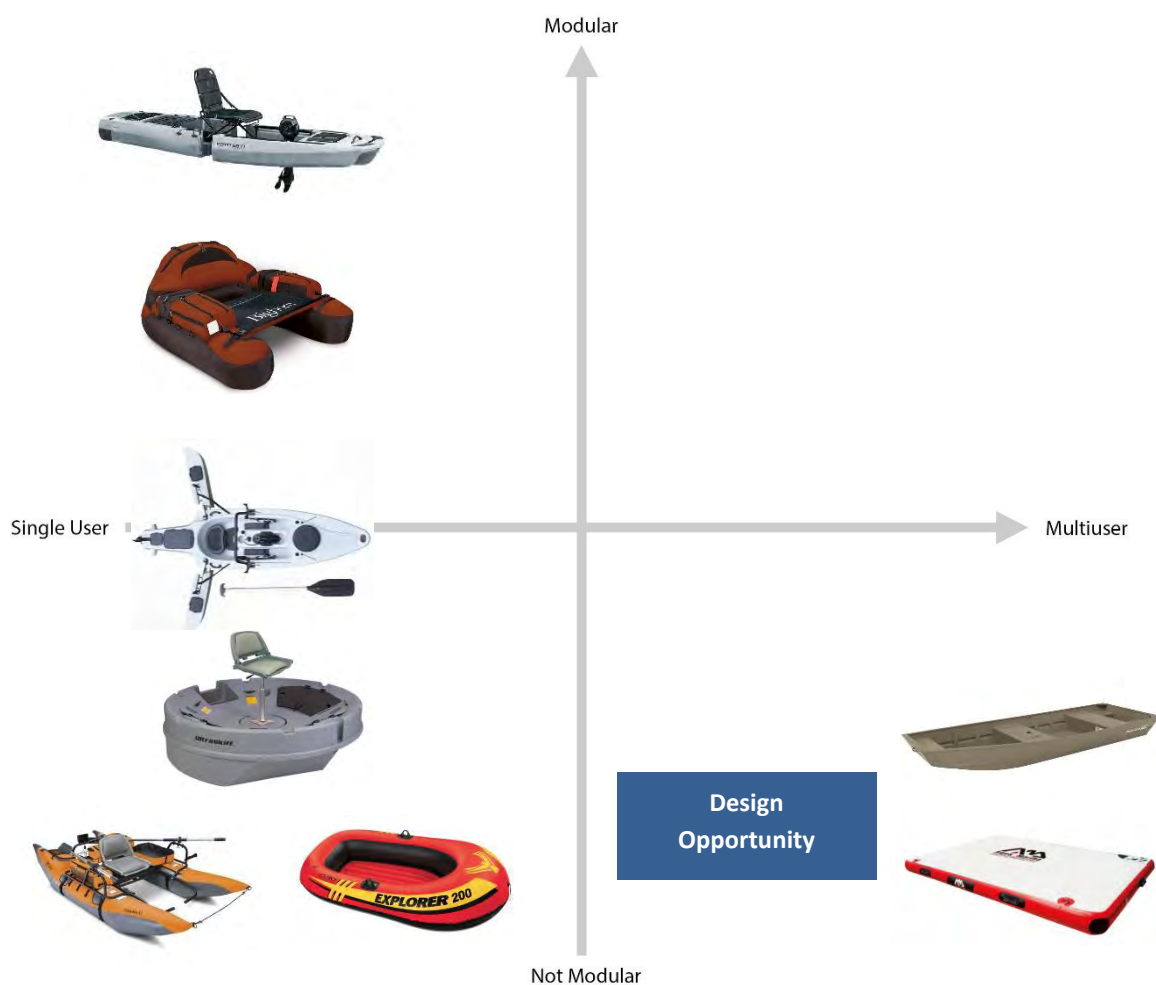 Modular
Single User
Multiuser
Design
Opportunity
EXPLORER 200
Not Modular